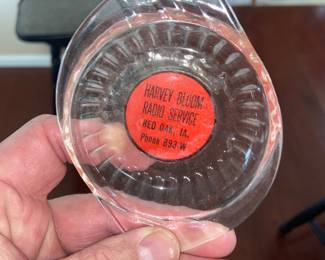 HARVEY BLOOM
RADIO SERVICE
RED OAK, IA.
Phone 893 W